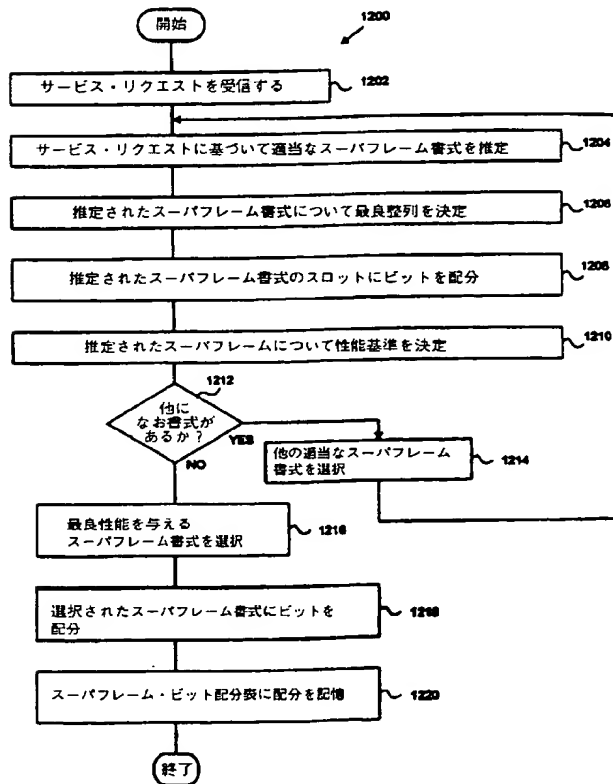 開始
1200
サービス・リクエストを受信する
1202
サービス・リクエストに基づいて適当なスーパフレーム書式を推定
1204
推定されたスーパフレーム書式について最良整列を決定
1206
推定されたスーパフレーム書式のスロットにビットを配分
1208
推定されたスーパフレームについて性能基準を決定
1210
1212
他に
なお書式が
あるか?
YES
NO
他の適当なスーパフレーム
書式を選択
1214
最良性能を与える
スーパフレーム書式を選択
1216
選択されたスーパフレーム書式にビットを
配分
1218
スーパフレーム・ビット配分表に配分を記憶
1220
終了